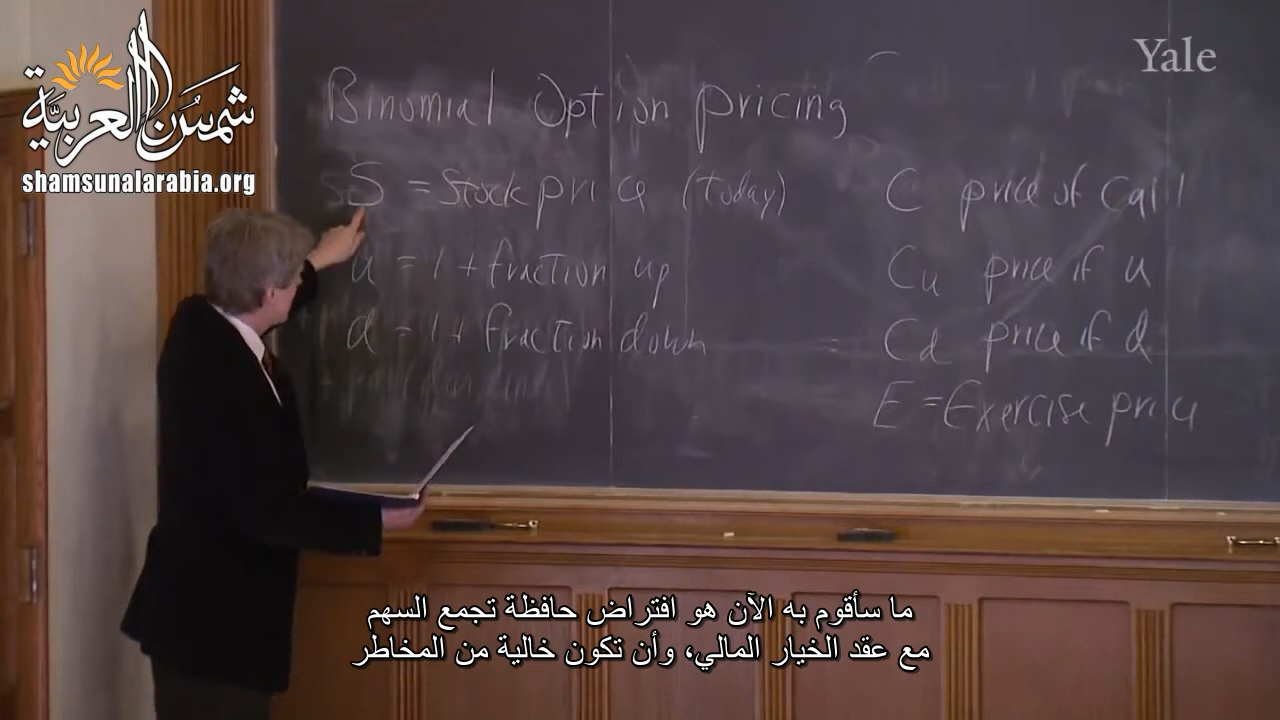 شمس العربية
shamsunalarabia.org
Yale
Binomial Option pricing
S = Stock price (today)
u = 1 + fraction up
d = 1 + fraction down
C price of call
Cu price if u
Cd price if d
E = Exercise price
ما سأقوم به الآن هو افتراض حافظة تجمع السهم
مع عقد الخيار المالي، وأن تكون خالية من المخاطر